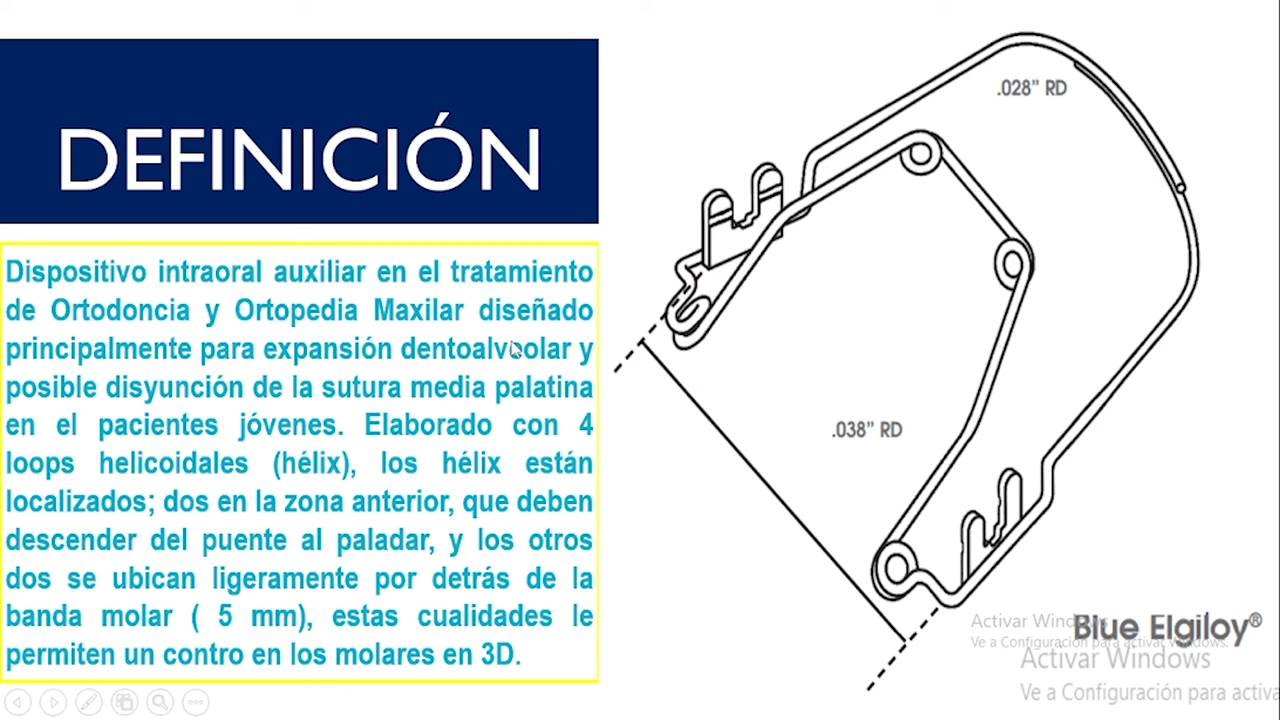 DEFINICIÓN
Dispositivo intraoral auxiliar en el tratamiento
de Ortodoncia y Ortopedia Maxilar diseñado
principalmente para expansión dentoalveolar y
posible disyunción de la sutura media palatina
en el pacientes jóvenes. Elaborado con 4
loops helicoidales (hélix), los hélix están
localizados; dos en la zona anterior, que deben
descender del puente al paladar, y los otros
dos se ubican ligeramente por detrás de la
banda molar ( 5 mm), estas cualidades le
permiten un contro en los molares en 3D.
.028” RD
.038” RD
Blue Elgiloy®
Activar Windows
Ve a Configuración para activar Windows.
Activar Windows
Ve a Configuración para activa